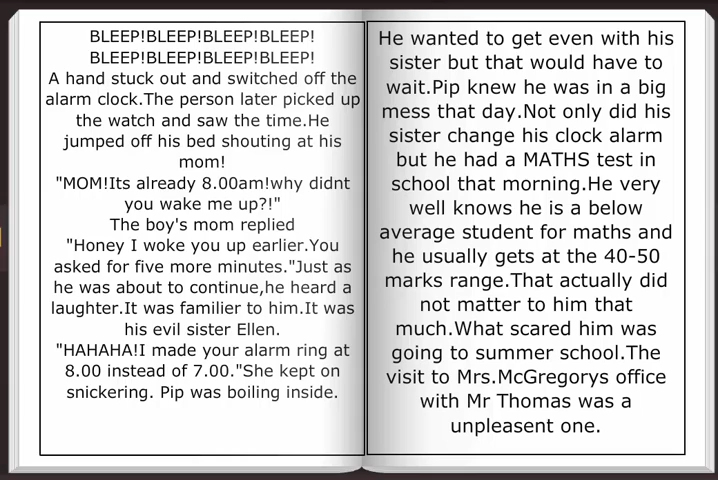 BLEEP!BLEEP!BLEEP!BLEEP!
BLEEP!BLEEP!BLEEP!BLEEP!
A hand stuck out and switched off the
alarm clock.The person later picked up
the watch and saw the time.He
jumped off his bed shouting at his
mom!
"MOM!Its already 8.00am!why didnt
you wake me up?!"
The boy's mom replied
"Honey I woke you up earlier.You
asked for five more minutes."Just as
he was about to continue,he heard a
laughter.It was familier to him.It was
his evil sister Ellen.
"HAHAHA!I made your alarm ring at
8.00 instead of 7.00."She kept on
snickering. Pip was boiling inside.
He wanted to get even with his
sister but that would have to
wait.Pip knew he was in a big
mess that day.Not only did his
sister change his clock alarm
but he had a MATHS test in
school that morning.He very
well knows he is a below
average student for maths and
he usually gets at the 40-50
marks range.That actually did
not matter to him that
much.What scared him was
going to summer school.The
visit to Mrs.McGregorys office
with Mr Thomas was a
unpleasent one.